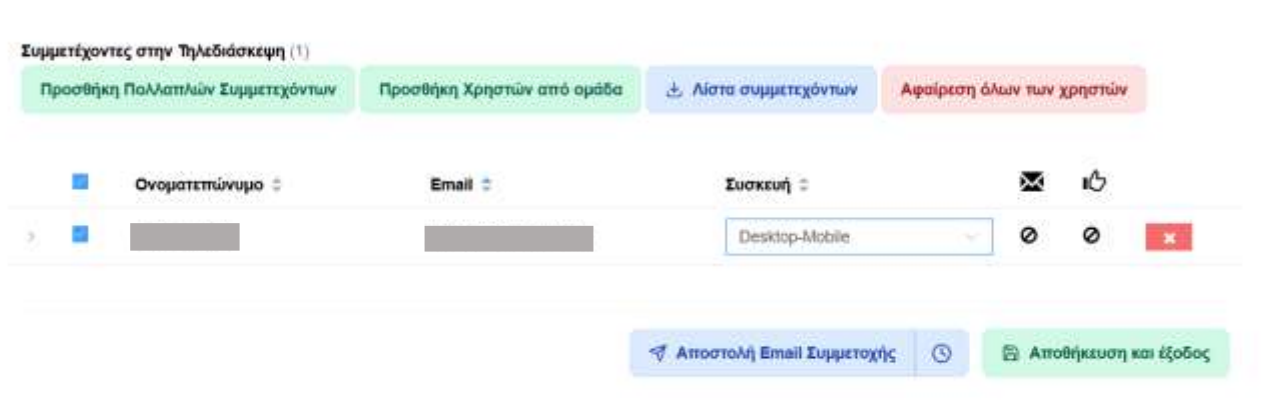 Συμμετέχοντες στην Τηλεδιάσκεψη (1)
Προσθήκη Πολλαπλών Συμμετεχόντων Προσθήκη Χρηστών από ομάδα Λίστα συμμετεχόντων Αφαίρεση όλων των χρηστών
Ονοματεπώνυμο Email Συσκευή
Desktop-Mobile
Αποστολή Email Συμμετοχής Αποθήκευση και έξοδος